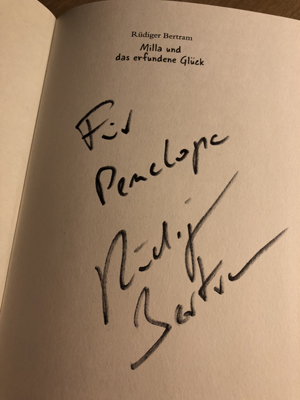 Rüdiger Bertram
Milla und
das erfundene Glück
Für
Penelope
Rüdiger
Bertram